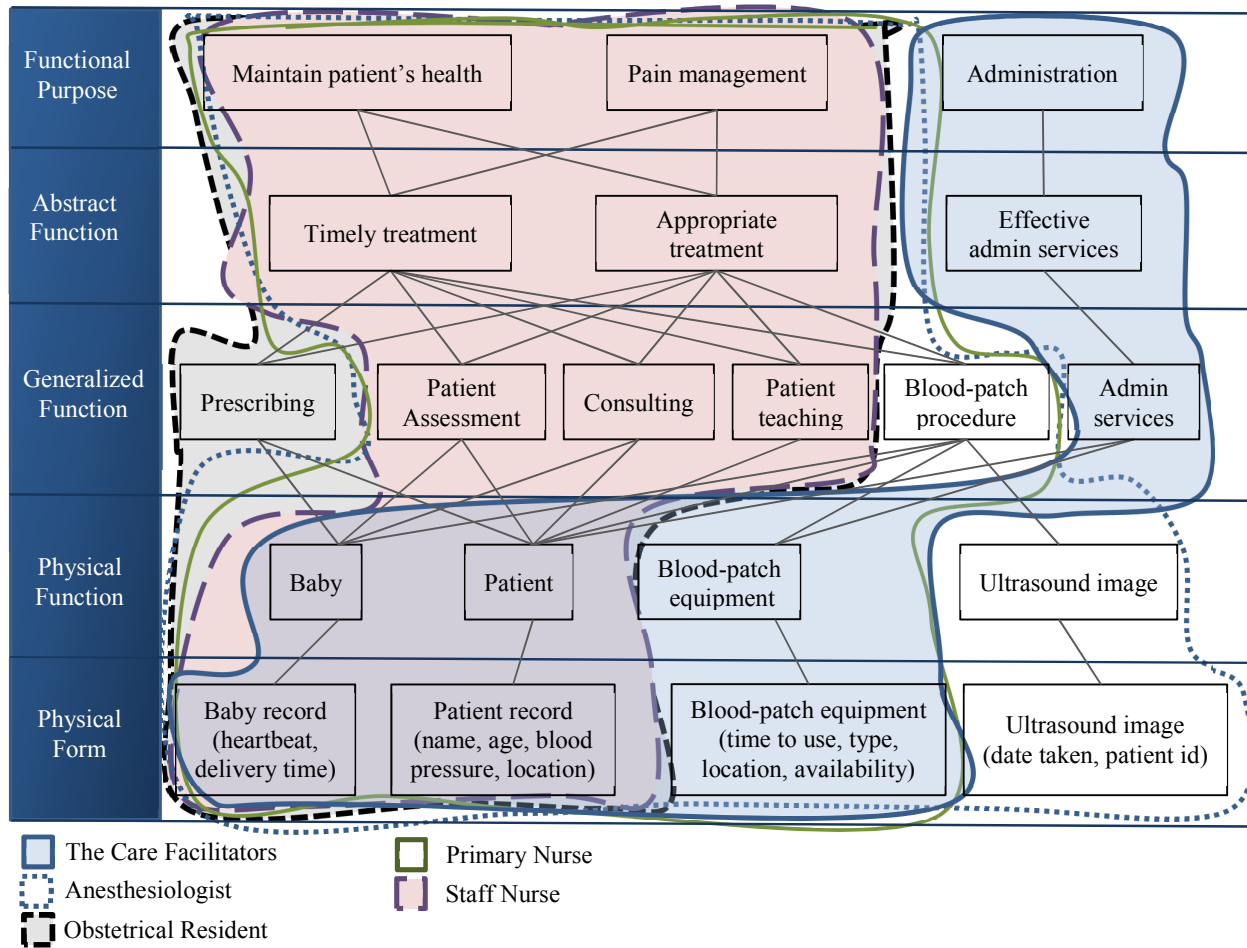 Functional
Purpose
Maintain patient's health
Pain management
Administration
Abstract
Function
Timely treatment
Appropriate
treatment
Effective
admin services
Generalized
Function
Prescribing
Patient
Assessment
Consulting
Patient
teaching
Blood-patch
procedure
Admin
services
Physical
Function
Baby
Patient
Blood-patch
equipment
Ultrasound image
Physical
Form
Baby record
(heartbeat,
delivery time)
Patient record
(name, age, blood
pressure, location)
Blood-patch equipment
(time to use, type,
location, availability)
Ultrasound image
(date taken, patient id)
The Care Facilitators
Anesthesiologist
Obstetrical Resident
Primary Nurse
Staff Nurse